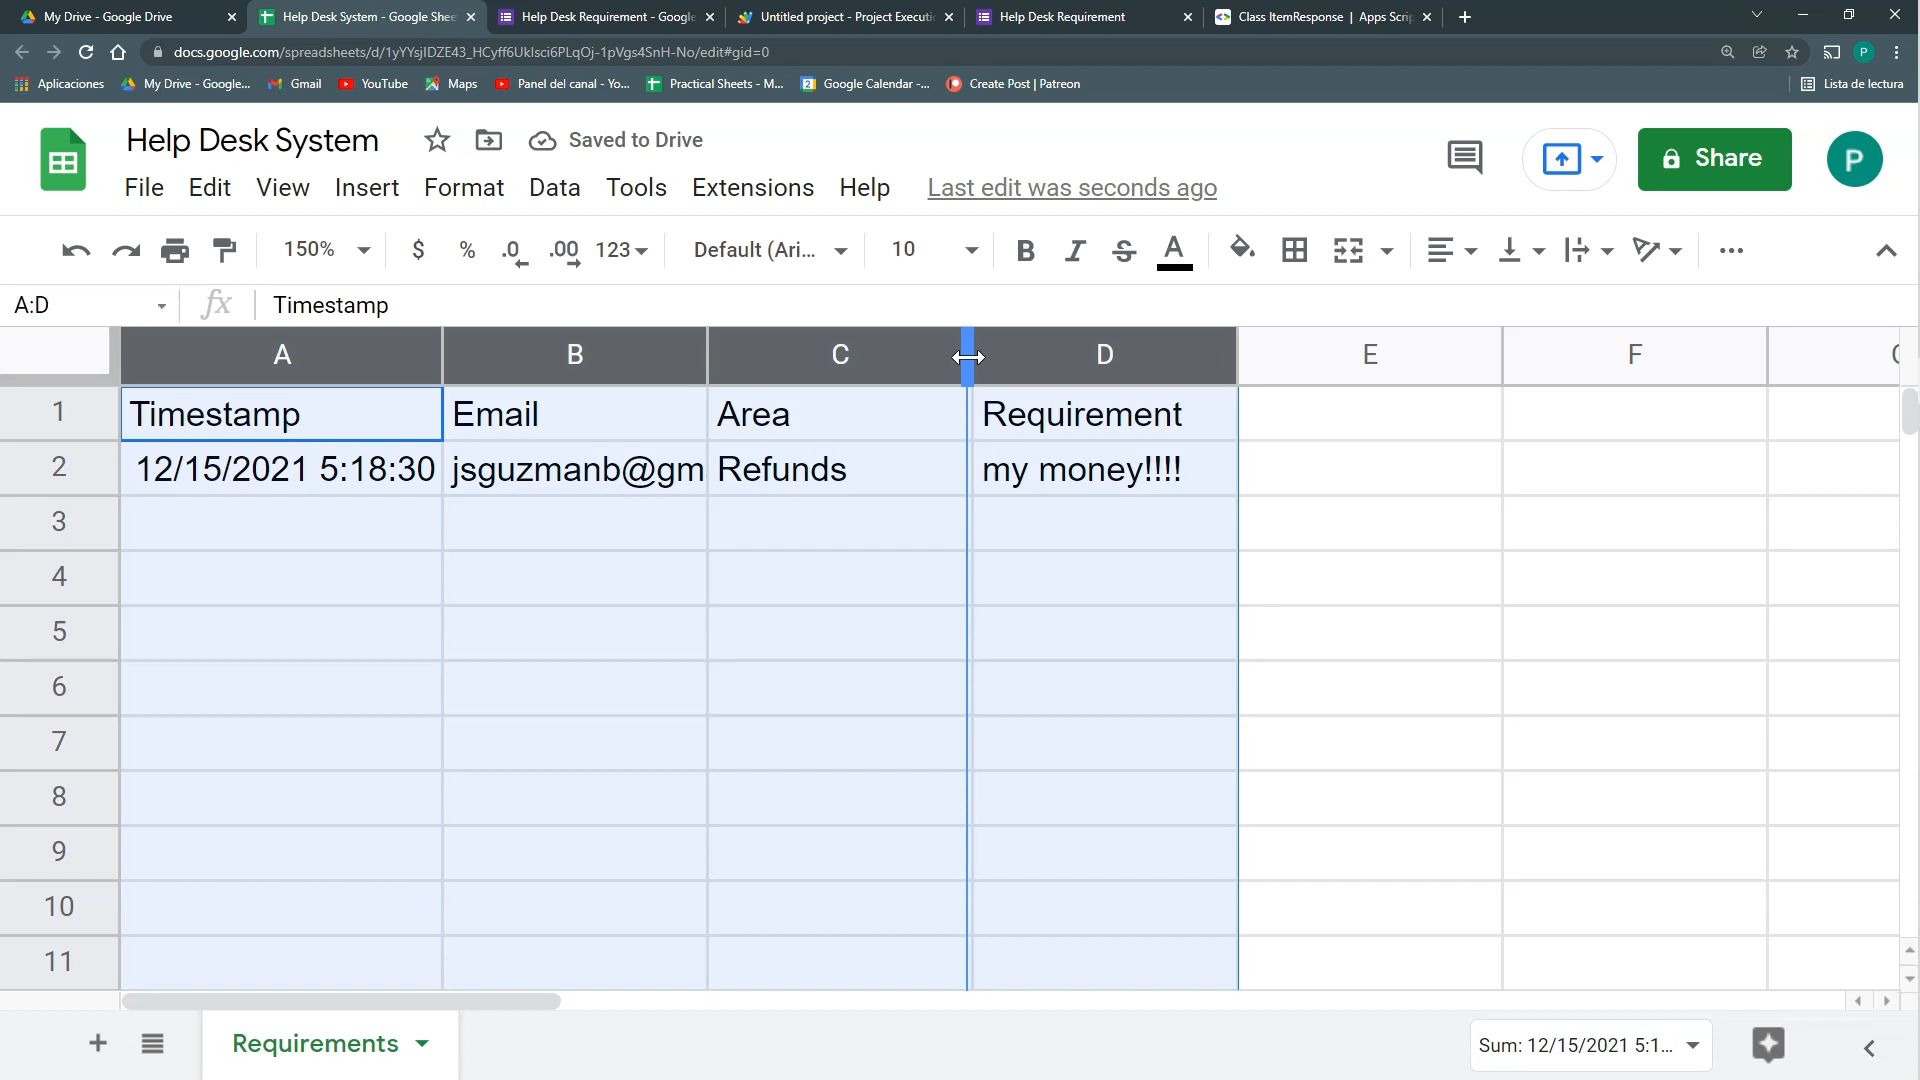 My Drive - Google Drive
Help Desk System - Google Shee
Help Desk Requirement - Google
Untitled project - Project Executi
Help Desk Requirement
Class ItemResponse | Apps Scrip
docs.google.com/spreadsheets/d/1yYYsjIDZE43_HCyff6UkIsci6PLqOj-1pVgs4SnH-No/edit#gid=0
P
Aplicaciones
My Drive - Google...
Gmail
YouTube
Maps
Panel del canal - Yo...
Practical Sheets - M...
Google Calendar -...
Create Post | Patreon
Lista de lectura
Help Desk System
Saved to Drive
Share
P
File Edit View Insert Format Data Tools Extensions Help Last edit was seconds ago
150% $ % .0 .00 123 Default (Ari... 10 B I S A
A:D fx Timestamp
A B C D E F
1 Timestamp Email Area Requirement
2 12/15/2021 5:18:30 jsguzmanb@gm Refunds my money!!!!
3
4
5
6
7
8
9
10
11
Requirements
Sum: 12/15/2021 5:1...